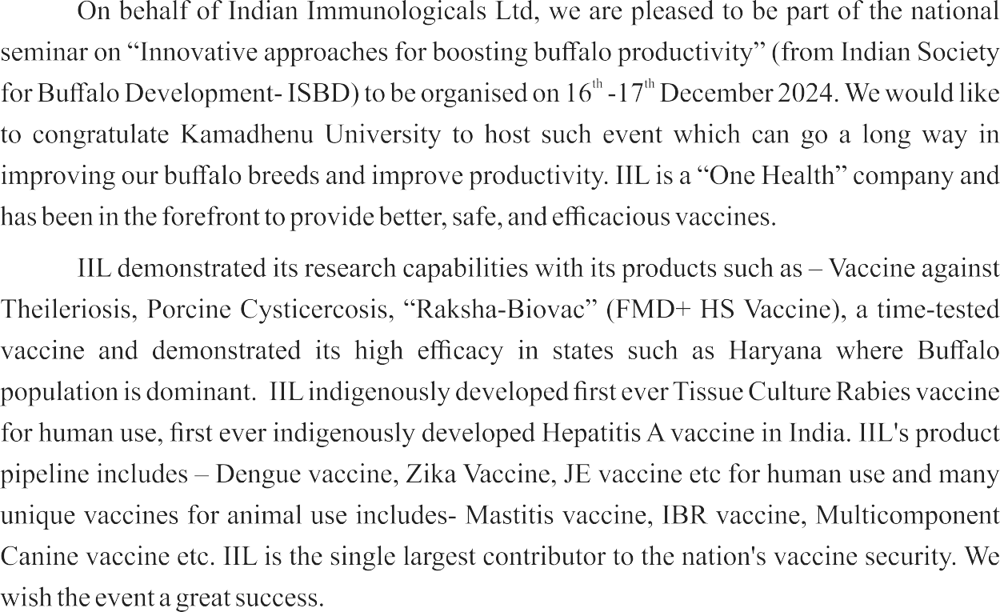 On behalf of Indian Immunologicals Ltd, we are pleased to be part of the national
seminar on “Innovative approaches for boosting buffalo productivity” (from Indian Society
for Buffalo Development- ISBD) to be organised on 16th -17th December 2024. We would like
to congratulate Kamadhenu University to host such event which can go a long way in
improving our buffalo breeds and improve productivity. IIL is a “One Health” company and
has been in the forefront to provide better, safe, and efficacious vaccines.
IIL demonstrated its research capabilities with its products such as – Vaccine against
Theileriosis, Porcine Cysticercosis, “Raksha-Biovac” (FMD+ HS Vaccine), a time-tested
vaccine and demonstrated its high efficacy in states such as Haryana where Buffalo
population is dominant.  IIL indigenously developed first ever Tissue Culture Rabies vaccine
for human use, first ever indigenously developed Hepatitis A vaccine in India. IIL's product
pipeline includes – Dengue vaccine, Zika Vaccine, JE vaccine etc for human use and many
unique vaccines for animal use includes- Mastitis vaccine, IBR vaccine, Multicomponent
Canine vaccine etc. IIL is the single largest contributor to the nation's vaccine security. We
wish the event a great success.